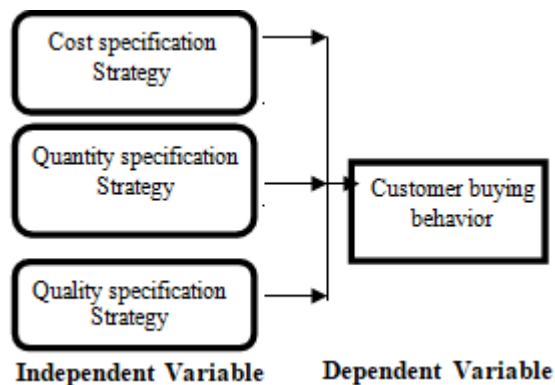 Cost specification
Strategy
Quantity specification
Strategy
Customer buying
behavior
Quality specification
Strategy
Independent Variable
Dependent Variable